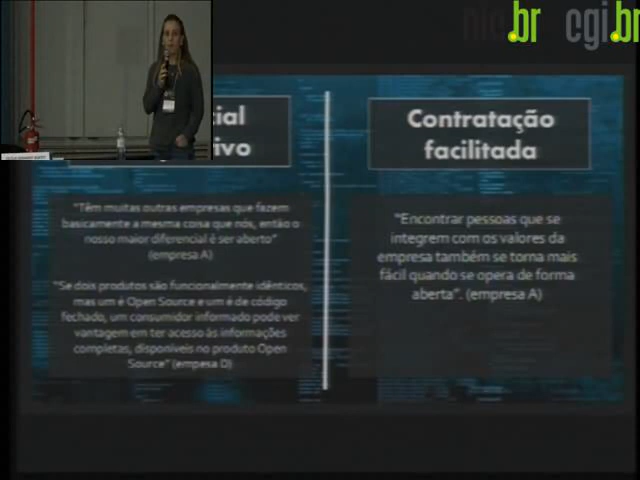 nic.br cgi.br
cial
ivo
Contratação
facilitada
"Têm muitas outras empresas que fazem
basicamente a mesma coisa que nós, então o
nosso maior diferencial é ser aberto"
(empresa A)
"Se dois produtos são funcionalmente idênticos,
mas um é Open Source e um é de código
fechado, um consumidor informado pode ver
vantagem em ter acesso às informações
completas, disponíveis no produto Open
Source" (empesa D)
"Encontrar pessoas que se
integrem com os valores da
empresa também se torna mais
fácil quando se opera de forma
aberta". (empresa A)